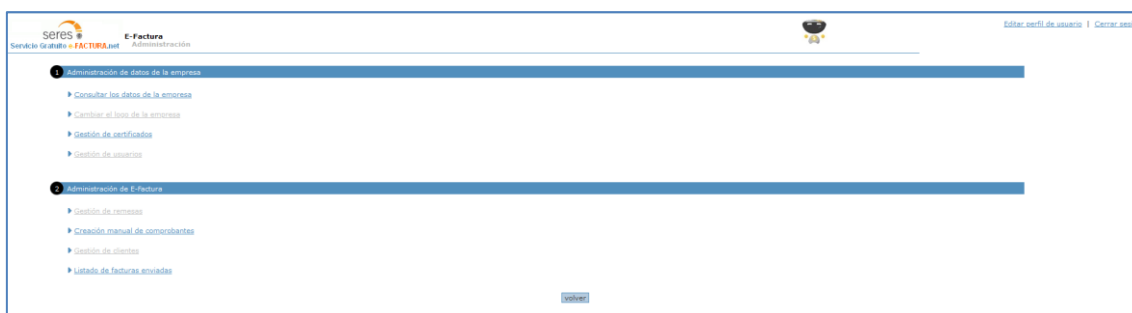 seres
E-Factura
Servicio Gratuito e-FACTURA.net
Administración
Editar perfil de usuario | Cerrar ses
1 Administración de datos de la empresa
Consultar los datos de la empresa
Cambiar el logo de la empresa
Gestión de certificados
Gestión de usuarios
2 Administración de E-Factura
Gestión de remesas
Creación manual de comprobantes
Gestión de clientes
Listado de facturas enviadas
volver